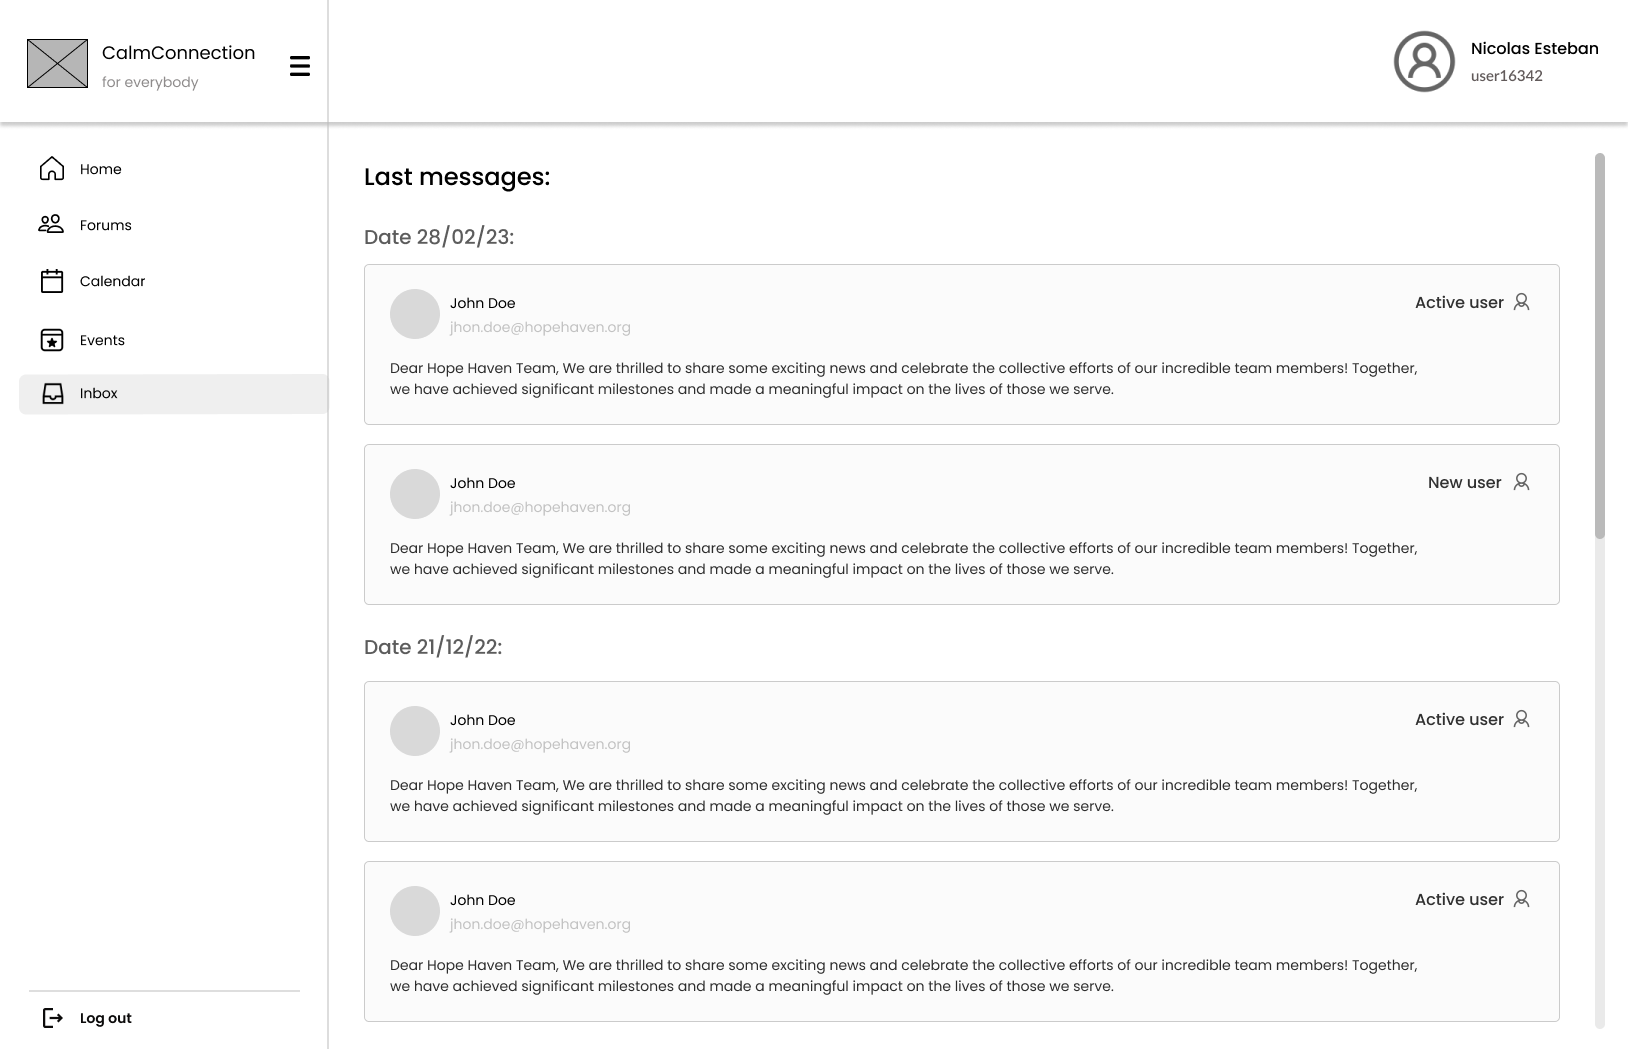 CalmConnection
for everybody
Nicolas Esteban
user16342
Home
Forums
Calendar
Events
Inbox
Log out
Last messages:
Date 28/02/23:
John Doe
Active user
jhon.doe@hopehaven.org
Dear Hope Haven Team, We are thrilled to share some exciting news and celebrate the collective efforts of our incredible team members! Together,
we have achieved significant milestones and made a meaningful impact on the lives of those we serve.
John Doe
New user
jhon.doe@hopehaven.org
Dear Hope Haven Team, We are thrilled to share some exciting news and celebrate the collective efforts of our incredible team members! Together,
we have achieved significant milestones and made a meaningful impact on the lives of those we serve.
Date 21/12/22:
John Doe
Active user
jhon.doe@hopehaven.org
Dear Hope Haven Team, We are thrilled to share some exciting news and celebrate the collective efforts of our incredible team members! Together,
we have achieved significant milestones and made a meaningful impact on the lives of those we serve.
John Doe
Active user
jhon.doe@hopehaven.org
Dear Hope Haven Team, We are thrilled to share some exciting news and celebrate the collective efforts of our incredible team members! Together,
we have achieved significant milestones and made a meaningful impact on the lives of those we serve.